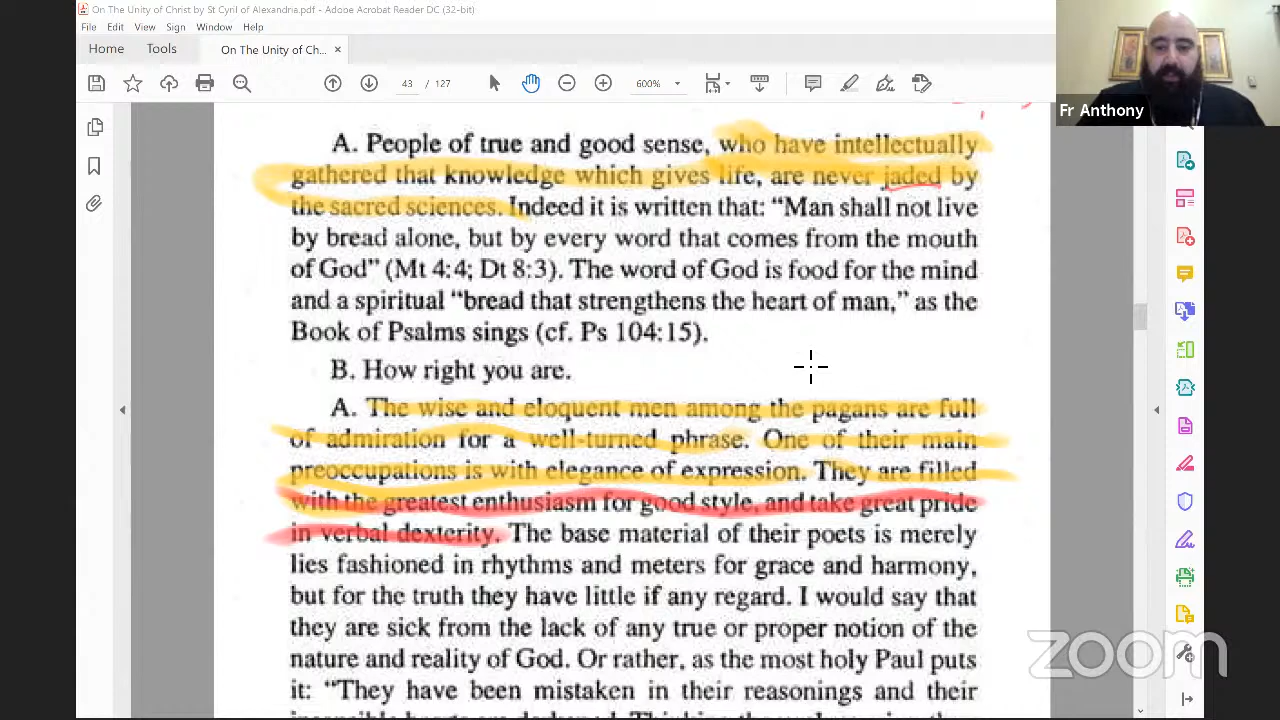 On The Unity of Christ by St Cyril of Alexandria.pdf - Adobe Acrobat Reader DC (32-bit)
File Edit View Sign Window Help
Home Tools On The Unity of Ch... ×
43 / 127 600%
Fr Anthony
A. People of true and good sense, who have intellectually
gathered that knowledge which gives life, are never jaded by
the sacred sciences. Indeed it is written that: “Man shall not live
by bread alone, but by every word that comes from the mouth
of God” (Mt 4:4; Dt 8:3). The word of God is food for the mind
and a spiritual “bread that strengthens the heart of man,” as the
Book of Psalms sings (cf. Ps 104:15).
B. How right you are.
A. The wise and eloquent men among the pagans are full
of admiration for a well-turned phrase. One of their main
preoccupations is with elegance of expression. They are filled
with the greatest enthusiasm for good style, and take great pride
in verbal dexterity. The base material of their poets is merely
lies fashioned in rhythms and meters for grace and harmony,
but for the truth they have little if any regard. I would say that
they are sick from the lack of any true or proper notion of the
nature and reality of God. Or rather, as the most holy Paul puts
it: “They have been mistaken in their reasonings and their
zoom